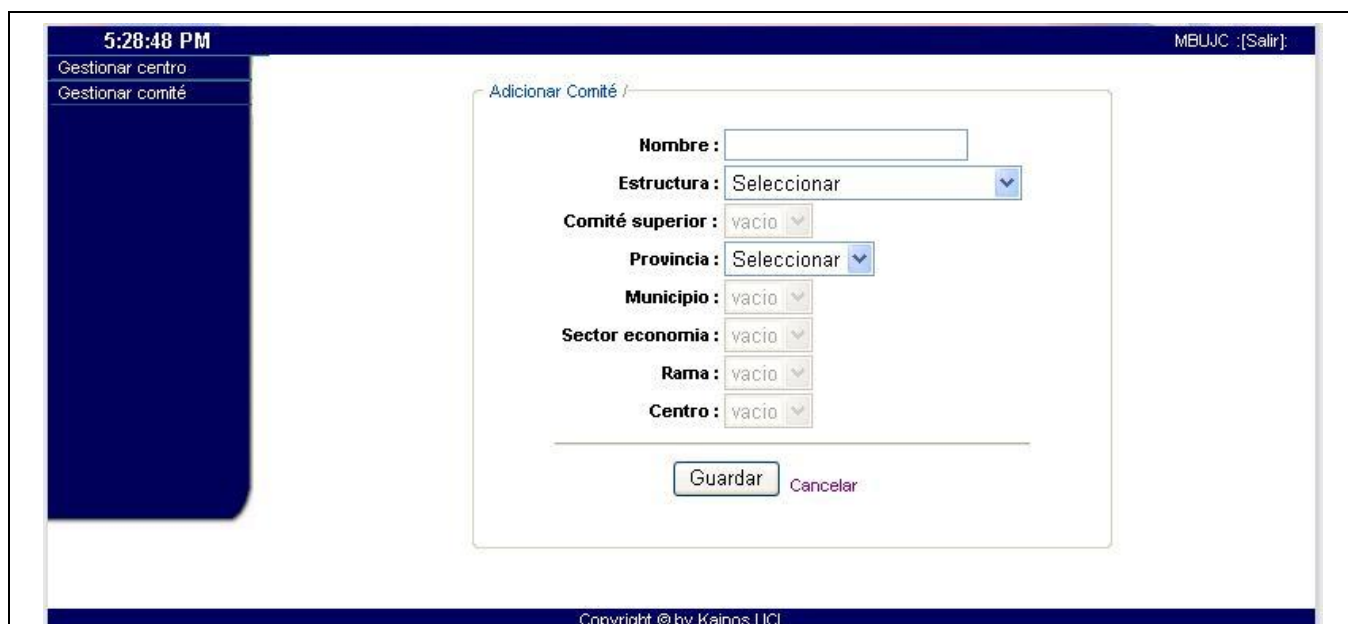 5:28:48 PM
MBUJC :[Salir]:
Gestionar centro
Gestionar comité
Adicionar Comité /
Nombre :
Estructura : Seleccionar
Comité superior : vacio
Provincia : Seleccionar
Municipio : vacio
Sector economia : vacio
Rama : vacio
Centro : vacio
Guardar Cancelar
Copyright @ by Kainos UCI